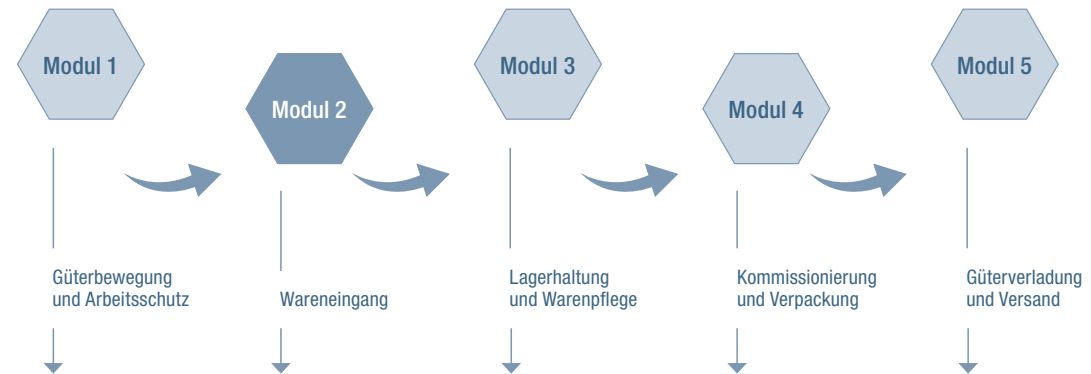 Modul 1
Modul 2
Modul 3
Modul 4
Modul 5
Güterbewegung
und Arbeitsschutz
Wareneingang
Lagerhaltung
und Warenpflege
Kommissionierung
und Verpackung
Güterverladung
und Versand